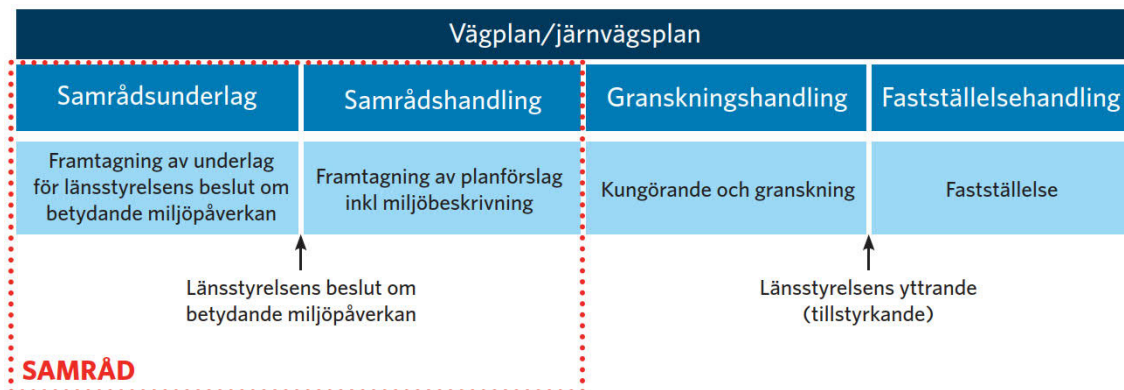 Vägplan/järnvägsplan
Samrådsunderlag
Samrådshandling
Granskningshandling
Fastställelsehandling
Framtagning av underlag
för länsstyrelsens beslut om
betydande miljöpåverkan
Framtagning av planförslag
inkl miljöbeskrivning
Kungörande och granskning
Fastställelse
Länsstyrelsens beslut om
betydande miljöpåverkan
Länsstyrelsens yttrande
(tillstyrkande)
SAMRÅD